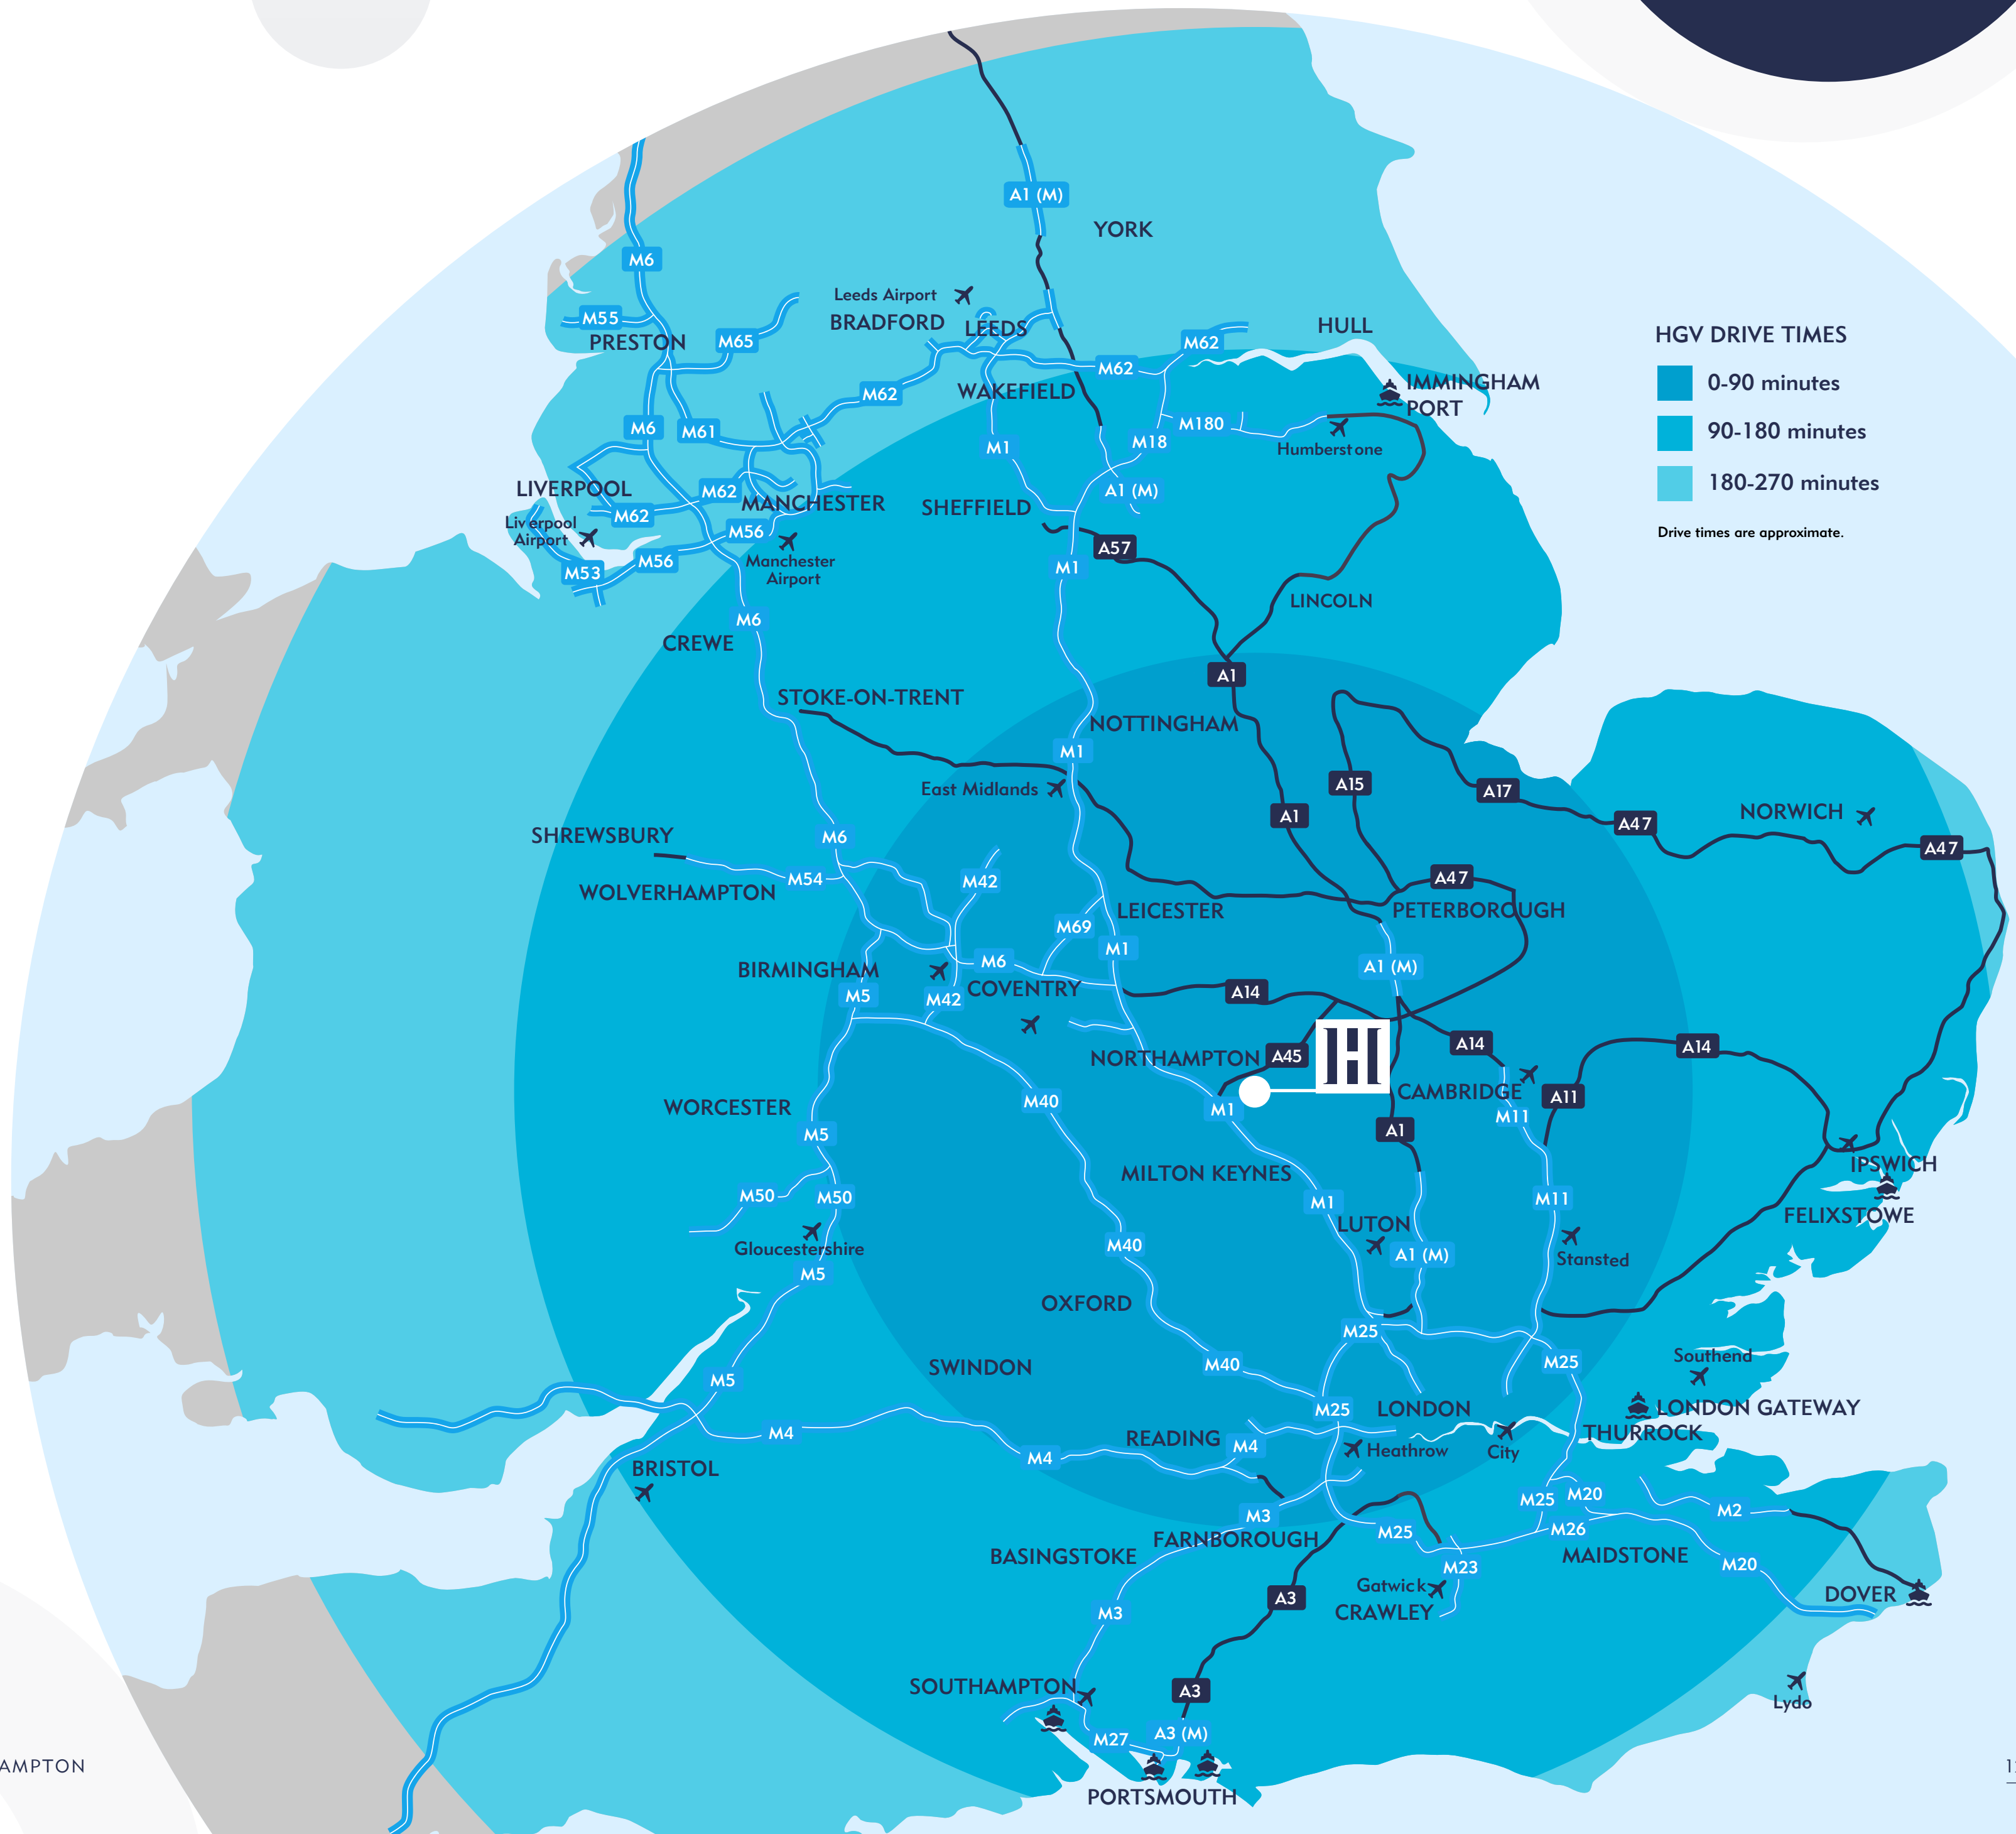 A1 (M)
YORK
M6
Leeds Airport
M55
PRESTON
M65
BRADFORD
LEEDS
M62
HULL
HGV DRIVE TIMES
0-90 minutes
90-180 minutes
180-270 minutes
Drive times are approximate.
M62
WAKEFIELD
M62
IMMINGHAM
PORT
M6
M61
M1
M18
M180
Humberstone
LIVERPOOL
M62
MANCHESTER
SHEFFIELD
A1 (M)
M62
Liverpool
Airport
M56
A57
M53
M56
Manchester
Airport
M1
LINCOLN
M6
CREWE
A1
STOKE-ON-TRENT
NOTTINGHAM
M1
East Midlands
A15
A17
A1
A47
NORWICH
A47
SHREWSBURY
M6
M54
M42
WOLVERHAMPTON
A47
LEICESTER
PETERBOROUGH
M69
M1
BIRMINGHAM
M6
A1 (M)
M5
M42
COVENTRY
A14
NORTHAMPTON
A45
H
A14
A14
CAMBRIDGE
A11
M40
M1
WORCESTER
M11
M5
A1
MILTON KEYNES
IPSWICH
M50
M50
M1
M11
FELIXSTOWE
LUTON
Gloucestershire
M40
A1 (M)
Stansted
M5
OXFORD
M25
SWINDON
M40
M25
Southend
M5
M25
LONDON
LONDON GATEWAY
M4
READING
M4
THURROCK
M4
Heathrow
City
BRISTOL
M3
M25
M20
M2
FARNBOROUGH
M25
M26
BASINGSTOKE
MAIDSTONE
M23
M20
Gatwick
CRAWLEY
A3
DOVER
M3
SOUTHAMPTON
A3
Lydo
M27
A3 (M)
PORTSMOUTH
AMPTON